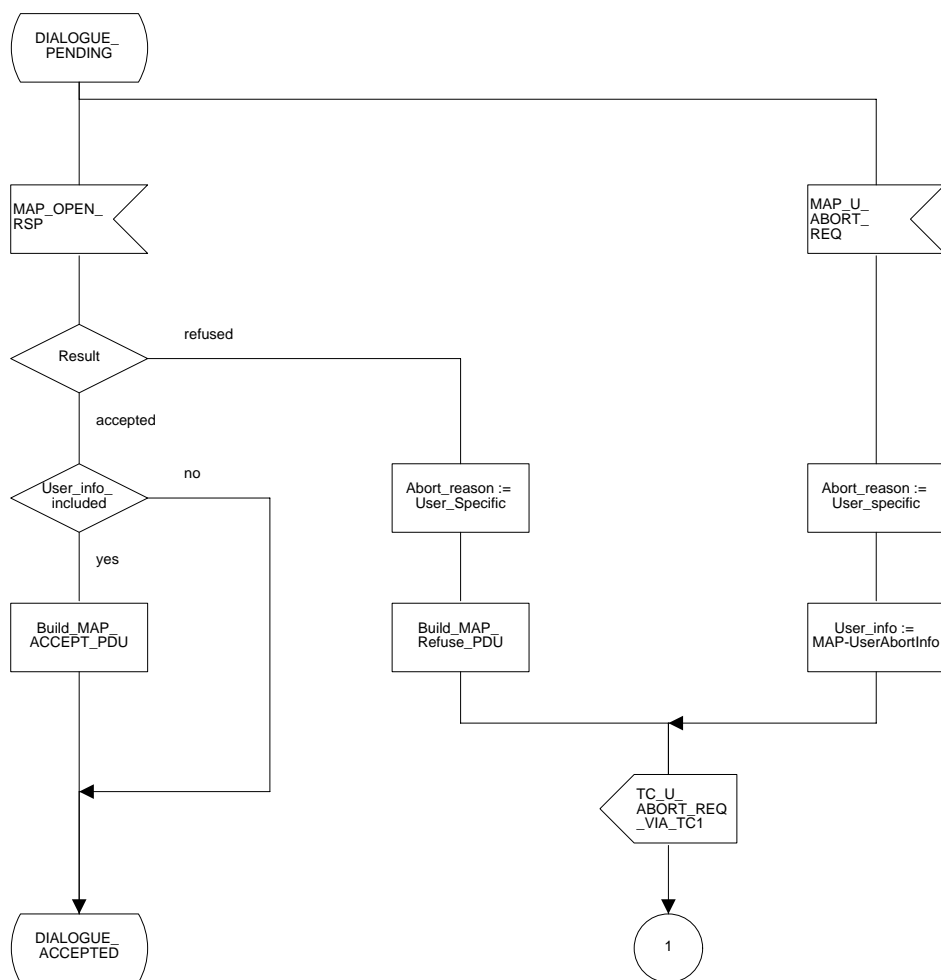 DIALOGUE_
PENDING
MAP_OPEN_
RSP
MAP_U_
ABORT_
REQ
refused
Result
accepted
no
User_info_
included
Abort_reason :=
User_Specific
Abort_reason :=
User_specific
yes
Build_MAP_
ACCEPT_PDU
Build_MAP_
Refuse_PDU
User_info :=
MAP-UserAbortInfo
TC_U_
ABORT_REQ
_VIA_TC1
DIALOGUE_
ACCEPTED
1